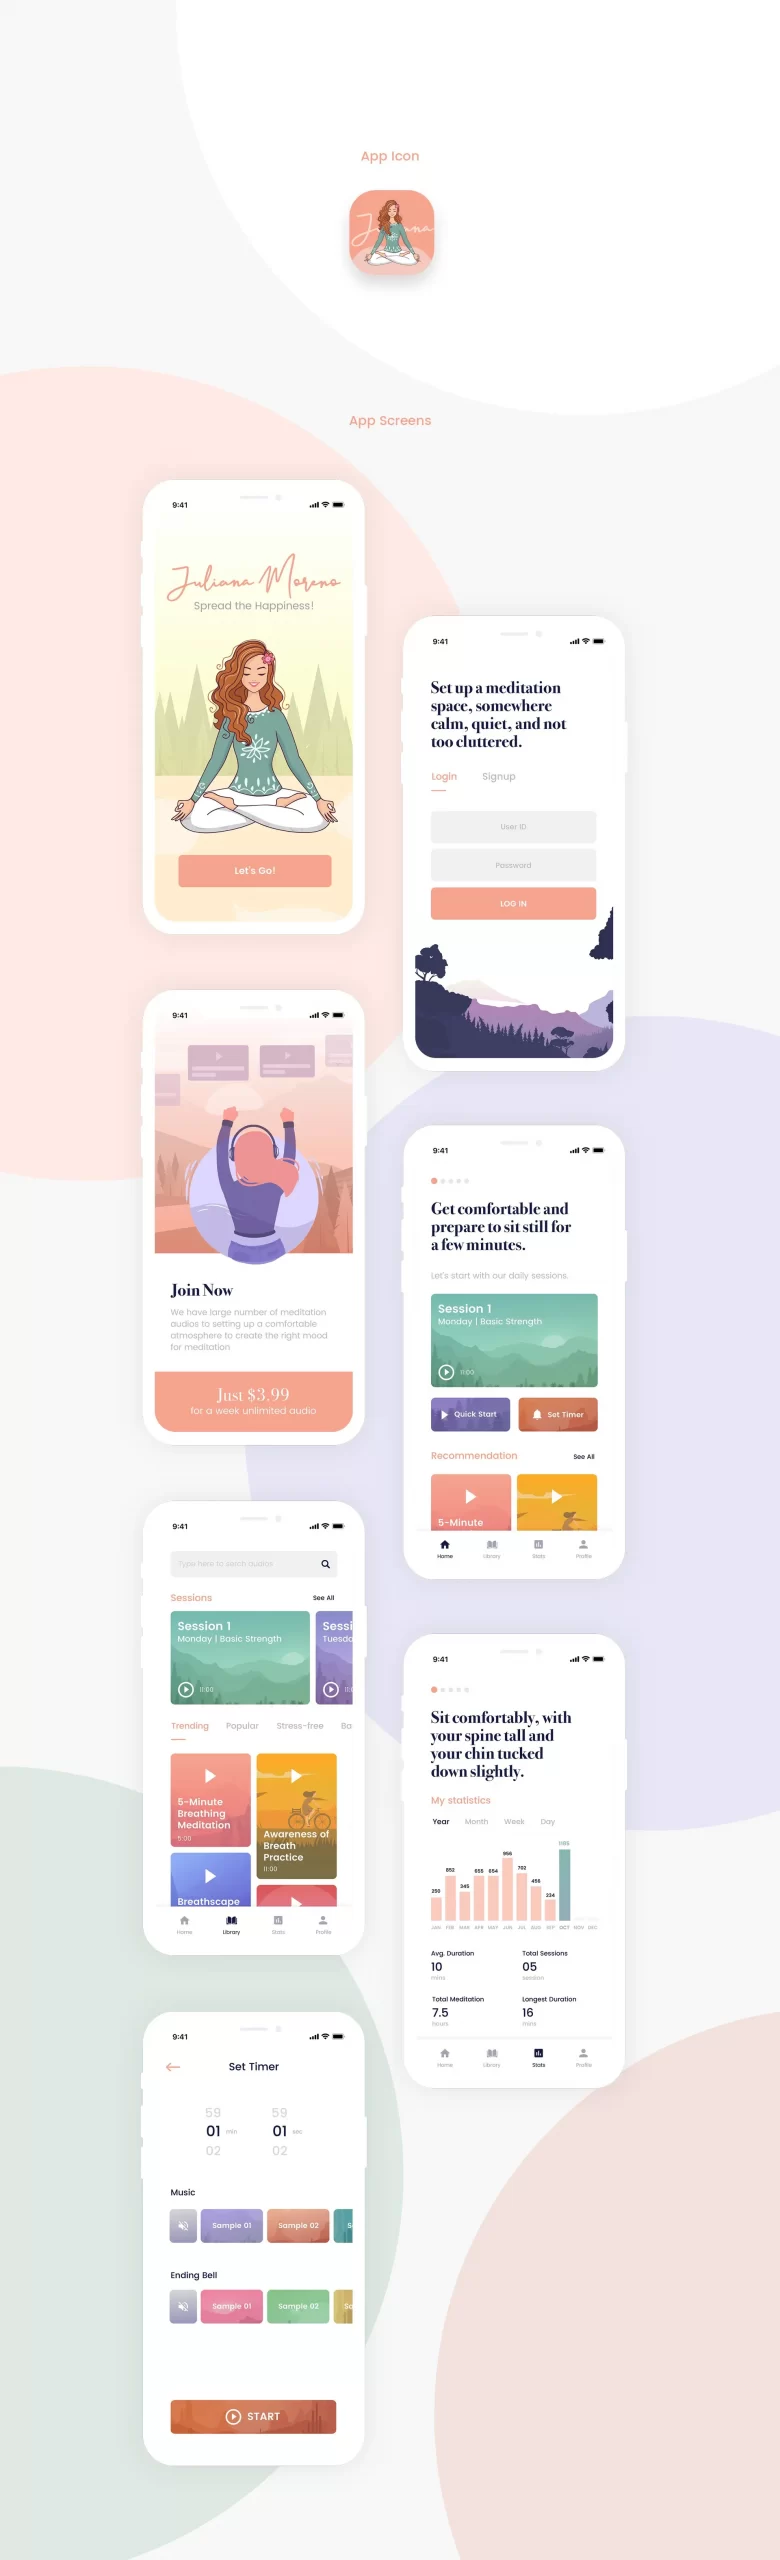 App Icon
Juliana
App Screens
9:41
Juliana Moreno
Spread the Happiness!
Let's Go!
9:41
Set up a meditation
space, somewhere
calm, quiet, and not
too cluttered.
Login Signup
User ID
Password
LOG IN
9:41
Join Now
We have large number of meditation
audios to setting up a comfortable
atmosphere to create the right mood
for meditation
Just $3.99
for a week unlimited audio
9:41
Get comfortable and
prepare to sit still for
a few minutes.
Let's start with our daily sessions.
Session 1
Monday | Basic Strength
11:00
Quick Start Set Timer
Recommendation See All
5-Minute
Home Library Stats Profile
9:41
Type here to serch audios
Sessions See All
Session 1 Sessi
Monday | Basic Strength Tuesda
11:00 11:0
Trending Popular Stress-free Ba
5-Minute
Breathing
Meditation
5:00
Awareness of
Breath
Practice
11:00
Breathscape
Home Library Stats Profile
9:41
Sit comfortably, with
your spine tall and
your chin tucked
down slightly.
My statistics
Year Month Week Day
250 852 345 655 654 956 702 456 234
JAN FEB MAR APR MAY JUN JUL AUG SEP OCT NOV DEC
Avg. Duration Total Sessions
10 05
mins session
Total Meditation Longest Duration
7.5 16
hours mins
Home Library Stats Profile
9:41
Set Timer
59 59
01 min 01 sec
02 02
Music
Sample 01 Sample 02 S
Ending Bell
Sample 01 Sample 02 Sa
START